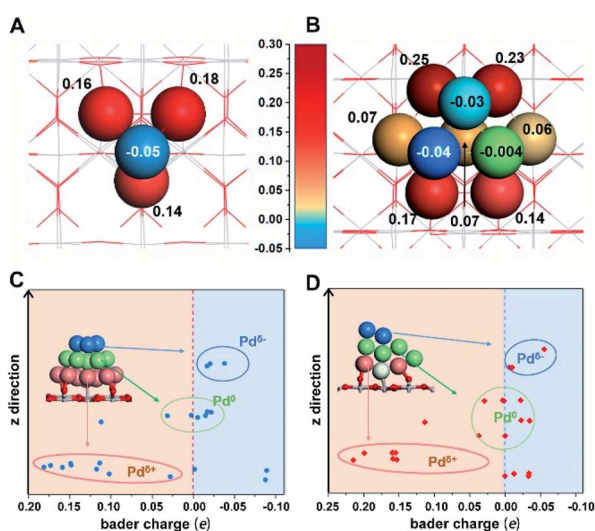 A
0.16
0.18
-0.05
0.14
0.30
0.25
0.20
0.15
0.10
0.05
0.00
-0.05
B
0.25
0.23
-0.03
0.07
0.06
-0.04
-0.004
0.17
0.07
0.14
C
z direction
Pdδ-
Pd0
Pdδ+
0.20 0.15 0.10 0.05 0.00 -0.05 -0.10
bader charge (e)
D
z direction
Pdδ-
Pd0
Pdδ+
0.25 0.20 0.15 0.10 0.05 0.00 -0.05 -0.10
bader charge (e)